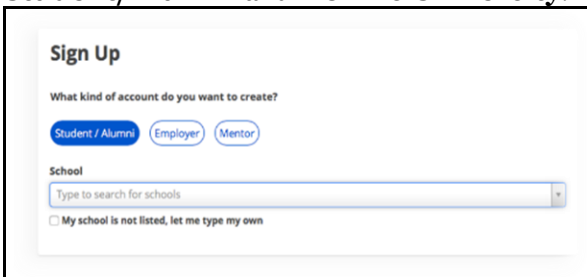 Sign Up
What kind of account do you want to create?
Student / Alumni Employer Mentor
School
Type to search for schools
My school is not listed, let me type my own